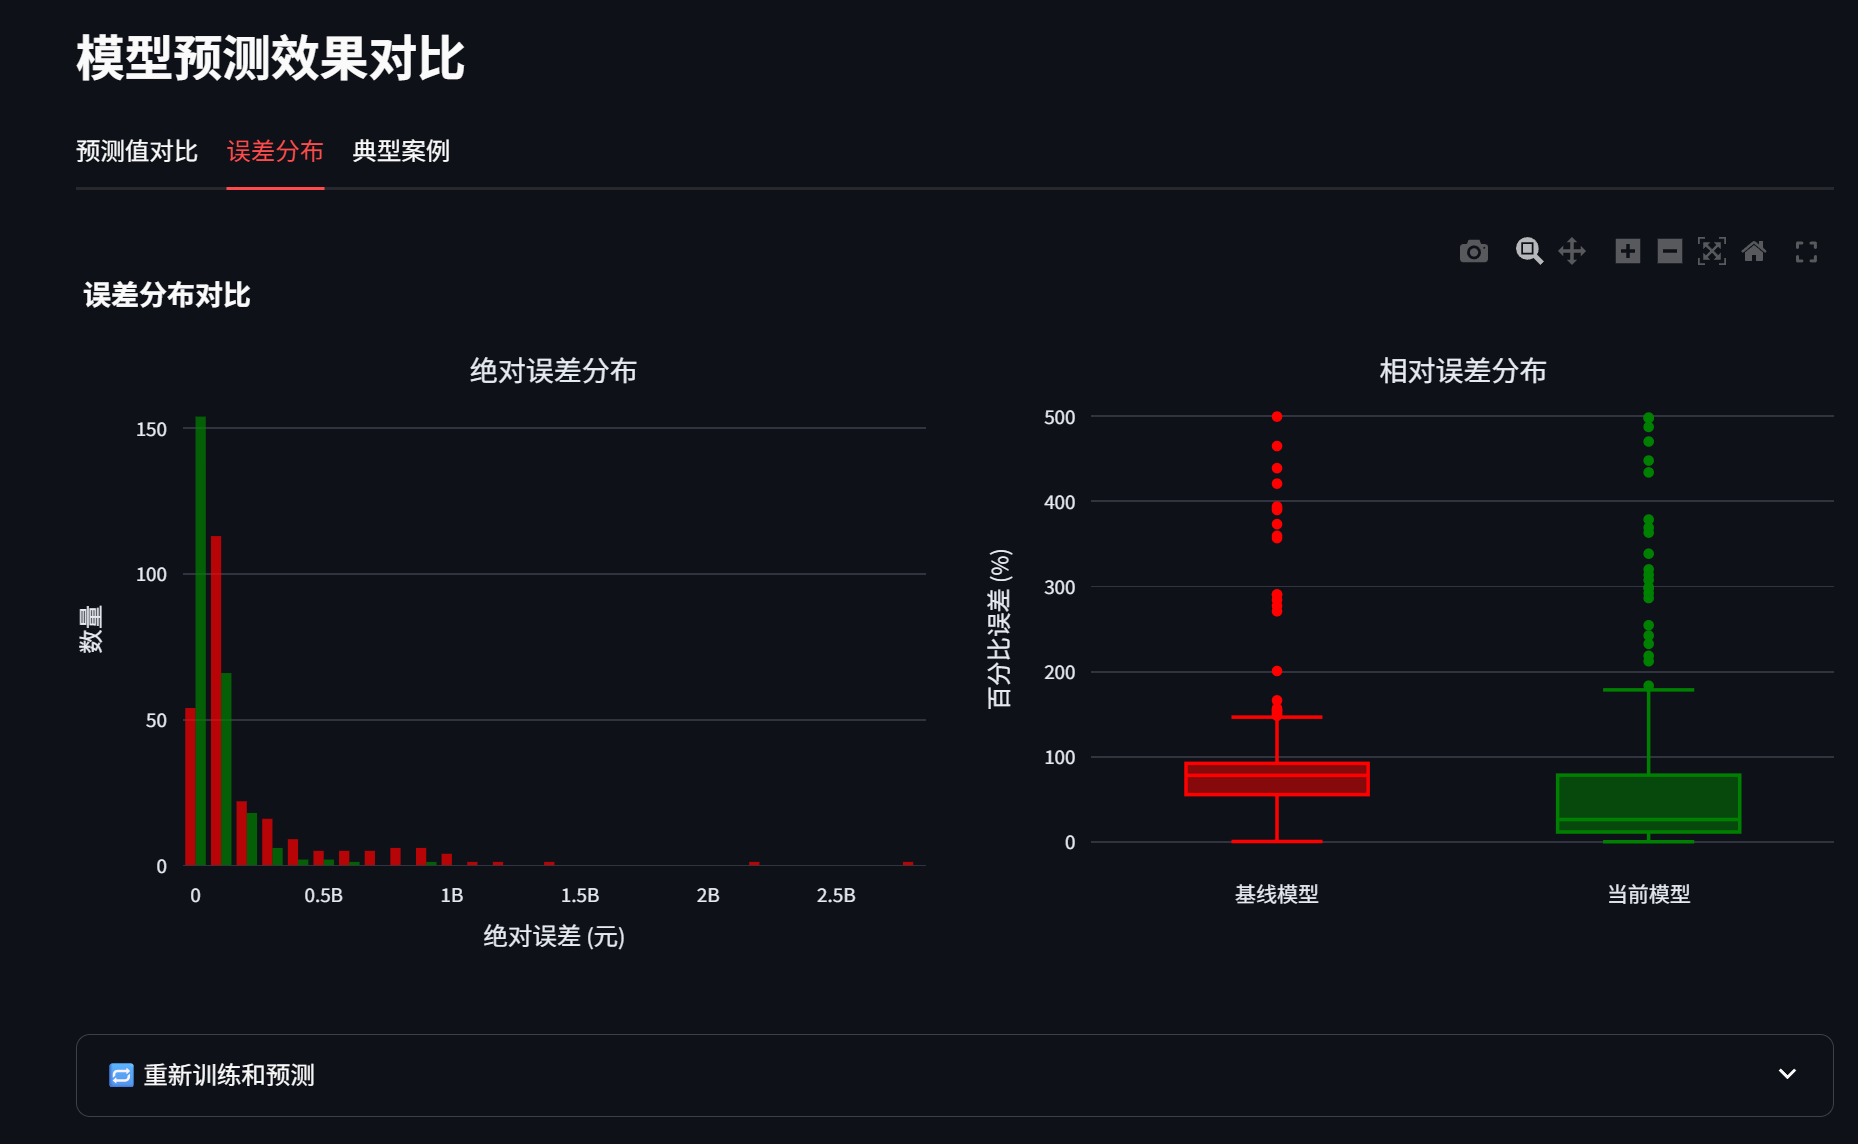 模型预测效果对比
预测值对比 误差分布 典型案例
误差分布对比
绝对误差分布
150
100
50
0
数量
0 0.5B 1B 1.5B 2B 2.5B
绝对误差 (元)
相对误差分布
500
400
300
200
100
0
百分比误差 (%)
基线模型 当前模型
重新训练和预测